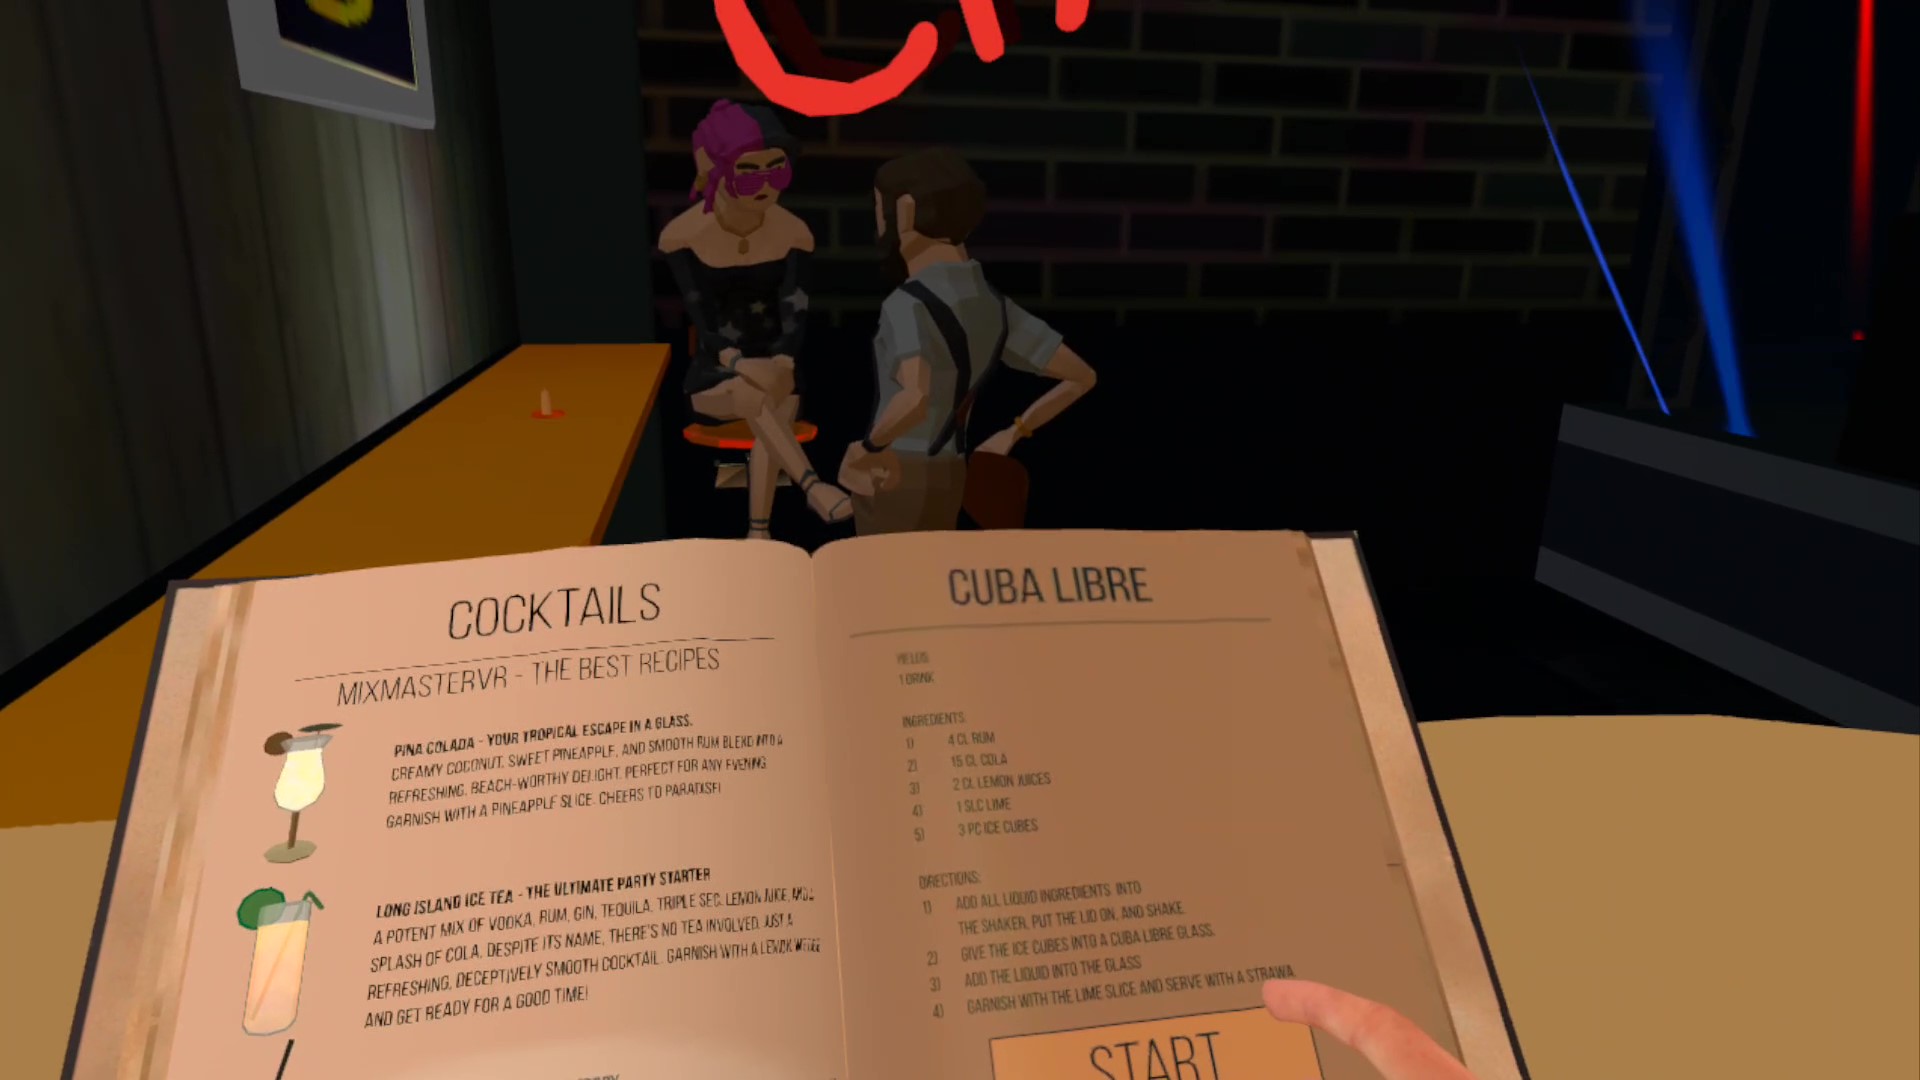 COCKTAILS
MIXMASTERVR - THE BEST RECIPES
PINA COLADA - YOUR TROPICAL ESCAPE IN A GLASS.
CREAMY COCONUT, SWEET PINEAPPLE, AND SMOOTH RUM BLEND INTO A
REFRESHING, BEACH-WORTHY DELIGHT. PERFECT FOR ANY EVENING.
GARNISH WITH A PINEAPPLE SLICE. CHEERS TO PARADISE!
LONG ISLAND ICE TEA - THE ULTIMATE PARTY STARTER
A POTENT MIX OF VODKA, RUM, GIN, TEQUILA, TRIPLE SEC, LEMON JUICE, AND
SPLASH OF COLA. DESPITE ITS NAME, THERE'S NO TEA INVOLVED. JUST A
REFRESHING, DECEPTIVELY SMOOTH COCKTAIL. GARNISH WITH A LEMON WEDGE
AND GET READY FOR A GOOD TIME!
CUBA LIBRE
YIELDS:
1 DRINK
INGREDIENTS:
1) 4 CL RUM
2) 15 CL COLA
3) 2 CL LEMON JUICES
4) 1 SLC LIME
5) 3 PC ICE CUBES
DIRECTIONS:
1) ADD ALL LIQUID INGREDIENTS INTO
THE SHAKER, PUT THE LID ON, AND SHAKE.
2) GIVE THE ICE CUBES INTO A CUBA LIBRE GLASS.
3) ADD THE LIQUID INTO THE GLASS
4) GARNISH WITH THE LIME SLICE AND SERVE WITH A STRAWA
START